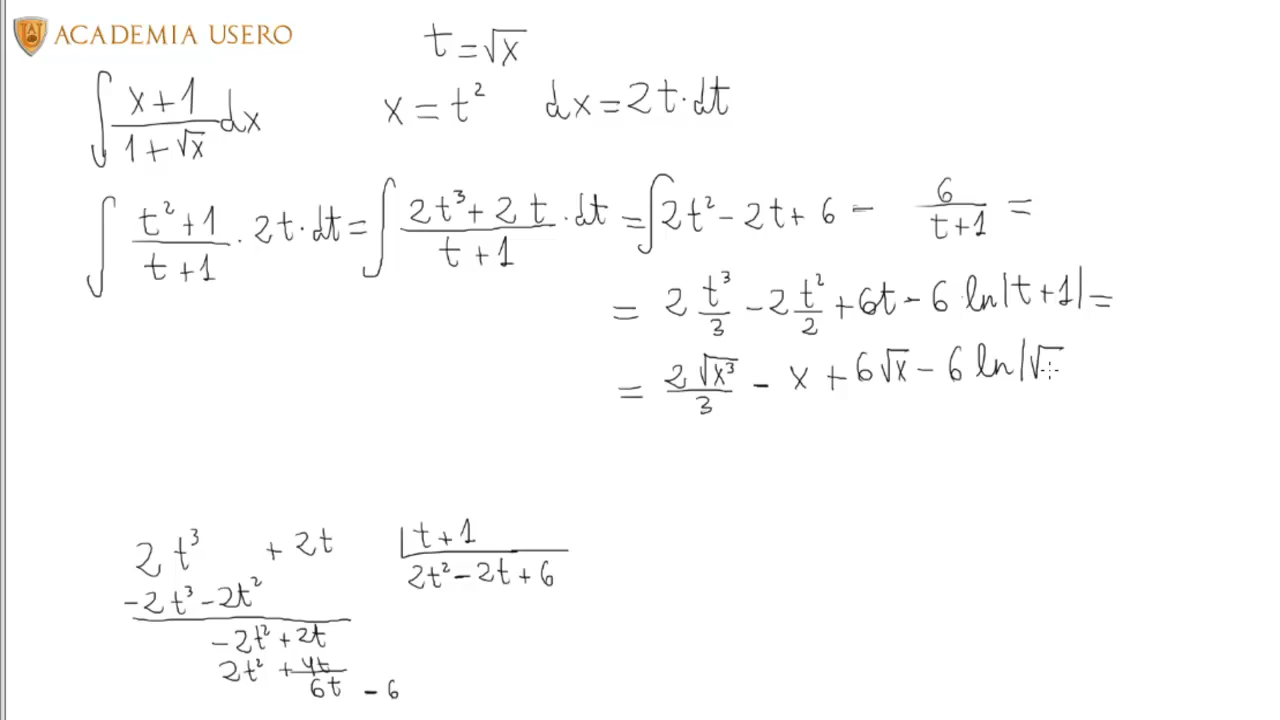 ACADEMIA USERO
t = √x
∫ (x+1)/(1+√x) dx    x = t²    dx = 2t·dt
∫ (t²+1)/(t+1) · 2t·dt = ∫ (2t³+2t)/(t+1) · dt = ∫ 2t² − 2t + 6 − 6/(t+1) =
= 2 t³/3 − 2 t²/2 + 6t − 6 ln|t+1| =
= 2√x³/3 − x + 6√x − 6 ln|√
2t³ + 2t |t+1
−2t³ −2t² 2t² − 2t + 6
−2t² + 2t
2t² + 4t
6t − 6